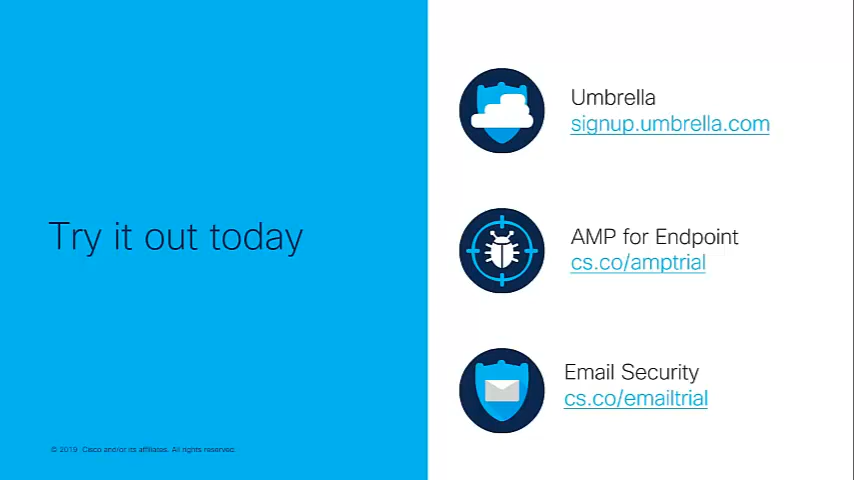 Try it out today
Umbrella
signup.umbrella.com
AMP for Endpoint
cs.co/amptrial
Email Security
cs.co/emailtrial
© 2019 Cisco and/or its affiliates. All rights reserved.